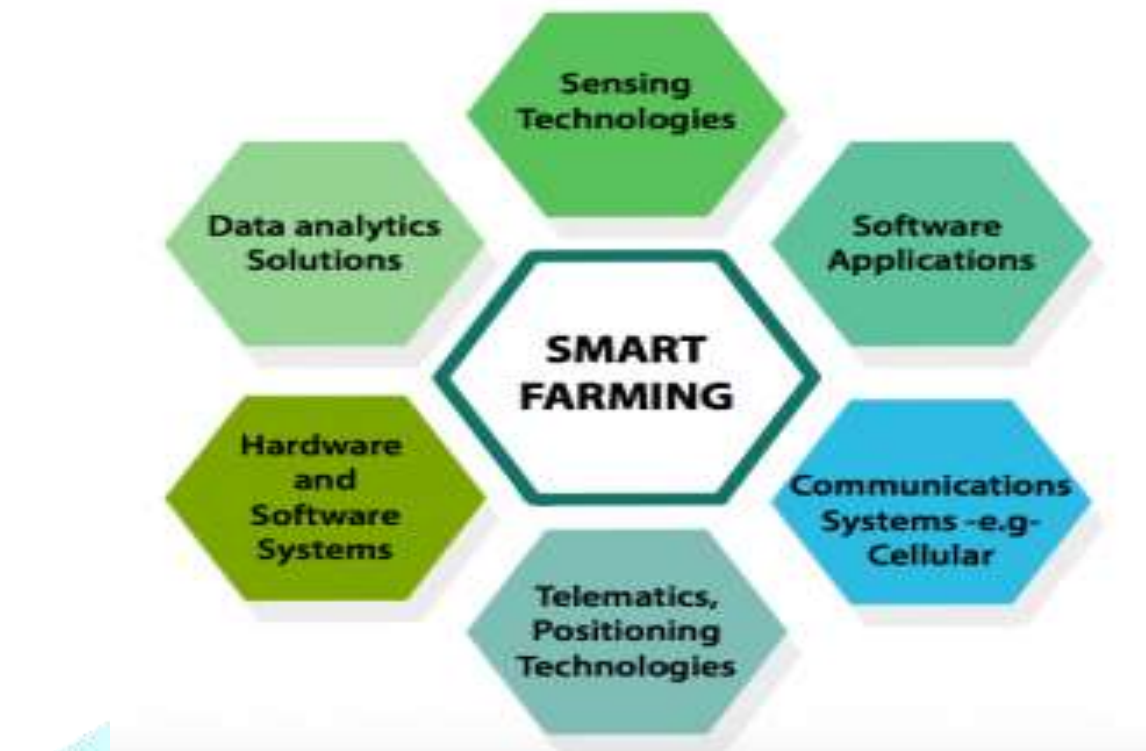 Sensing
Technologies
Data analytics
Solutions
Software
Applications
SMART
FARMING
Hardware
and
Software
Systems
Communications
Systems -e.g-
Cellular
Telematics,
Positioning
Technologies